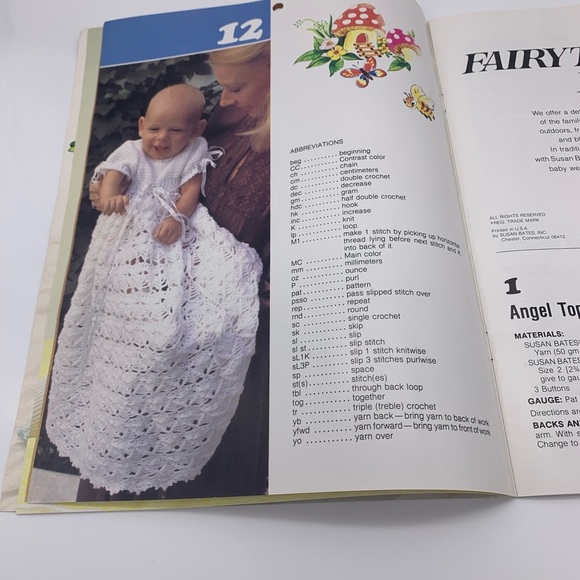 12
ABBREVIATIONS
beg .......... beginning
CC .......... Contrast color
ch .......... chain
cm .......... centimeters
dc .......... double crochet
dec .......... decrease
gm .......... gram
hdc .......... half double crochet
hk .......... hook
inc .......... increase
K .......... knit
lp .......... loop
M1 .......... make 1 stitch by picking up horizontal
thread lying before next stitch and
into back of it.
MC .......... Main color
mm .......... millimeters
oz .......... ounce
P .......... purl
pat .......... pattern
psso .......... pass slipped stitch over
rep .......... repeat
rnd .......... round
sc .......... single crochet
sk .......... skip
sl .......... slip
sl st .......... slip stitch
sL1K .......... slip 1 stitch knitwise
sL3P .......... slip 3 stitches purlwise
sp .......... space
st(s) .......... stitch(es)
tbl .......... through back loop
tog .......... together
tr .......... triple (treble) crochet
yb .......... yarn back—bring yarn to back of work
yfwd .......... yarn forward—bring yarn to front of work
yo .......... yarn over
FAIRYT
We offer a de
of the famil
outdoors, fr
and b
In traditi
with Susan B
baby we
ALL RIGHTS RESERVED
®REG. TRADE MARK
Printed in U.S.A.
by SUSAN BATES, INC.
Chester, Connecticut 06412
1
Angel Top
MATERIALS:
SUSAN BATES
Yarn (50 gm
SUSAN BATES
Size 2 [2¾
give to gau
3 Buttons
GAUGE: Pat
Directions are
BACKS AN
arm. With s
Change to